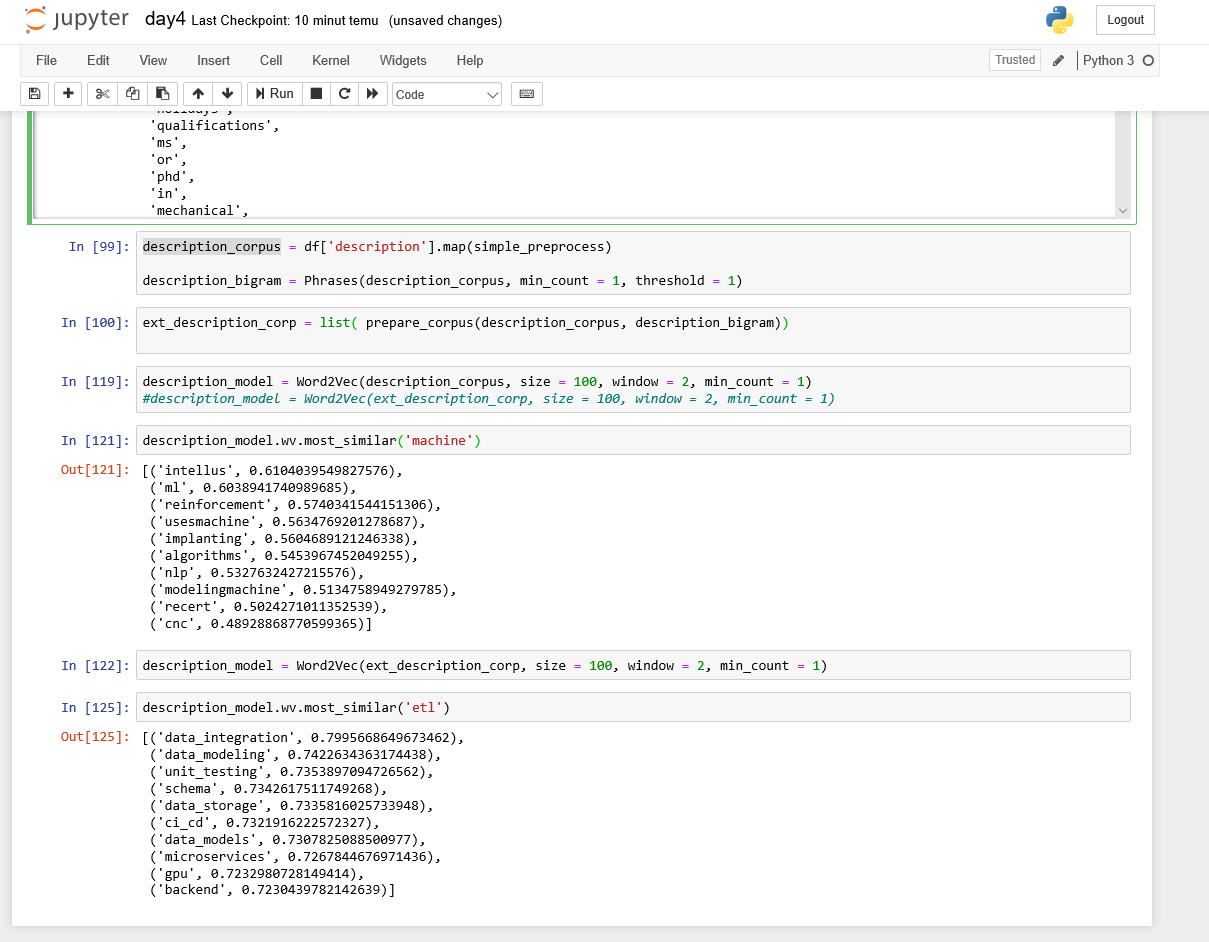 jupyter day4 Last Checkpoint: 10 minut temu (unsaved changes)
Logout
File Edit View Insert Cell Kernel Widgets Help
Trusted Python 3
Run Code
'holidays',
'qualifications',
'ms',
'or',
'phd',
'in',
'mechanical',
In [99]: description_corpus = df['description'].map(simple_preprocess)
description_bigram = Phrases(description_corpus, min_count = 1, threshold = 1)
In [100]: ext_description_corp = list( prepare_corpus(description_corpus, description_bigram))
In [119]: description_model = Word2Vec(description_corpus, size = 100, window = 2, min_count = 1)
#description_model = Word2Vec(ext_description_corp, size = 100, window = 2, min_count = 1)
In [121]: description_model.wv.most_similar('machine')
Out[121]: [('intellus', 0.6104039549827576),
('ml', 0.6038941740989685),
('reinforcement', 0.5740341544151306),
('usesmachine', 0.5634769201278687),
('implanting', 0.5604689121246338),
('algorithms', 0.5453967452049255),
('nlp', 0.5327632427215576),
('modelingmachine', 0.5134758949279785),
('recert', 0.5024271011352539),
('cnc', 0.48928868770599365)]
In [122]: description_model = Word2Vec(ext_description_corp, size = 100, window = 2, min_count = 1)
In [125]: description_model.wv.most_similar('etl')
Out[125]: [('data_integration', 0.7995668649673462),
('data_modeling', 0.7422634363174438),
('unit_testing', 0.7353897094726562),
('schema', 0.7342617511749268),
('data_storage', 0.7335816025733948),
('ci_cd', 0.7321916222572327),
('data_models', 0.7307825088500977),
('microservices', 0.7267844676971436),
('gpu', 0.7232980728149414),
('backend', 0.7230439782142639)]